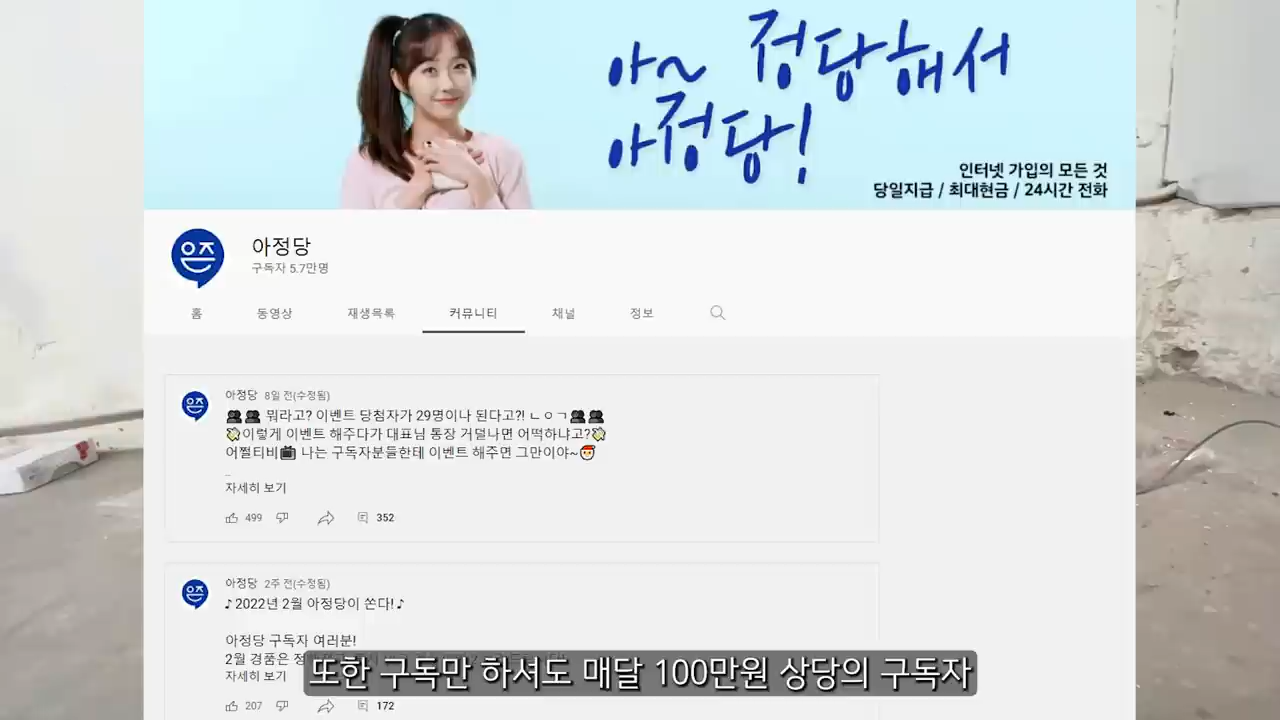 아~ 정당해서
아정당!
인터넷 가입의 모든 것
당일지급 / 최대현금 / 24시간 전화
아정당
구독자 5.7만명
홈 동영상 재생목록 커뮤니티 채널 정보
아정당 8일 전(수정됨)
뭐라고? 이벤트 당첨자가 29명이나 된다고?! ㄴㅇㄱ
이렇게 이벤트 해주다가 대표님 통장 거덜나면 어떡하냐고?
어쩔티비 나는 구독자분들한테 이벤트 해주면 그만이야~
자세히 보기
499 352
아정당 2주 전(수정됨)
♪2022년 2월 아정당이 쏜다!♪
아정당 구독자 여러분!
2월 경품은
자세히 보기
또한 구독만 하셔도 매달 100만원 상당의 구독자
207 172